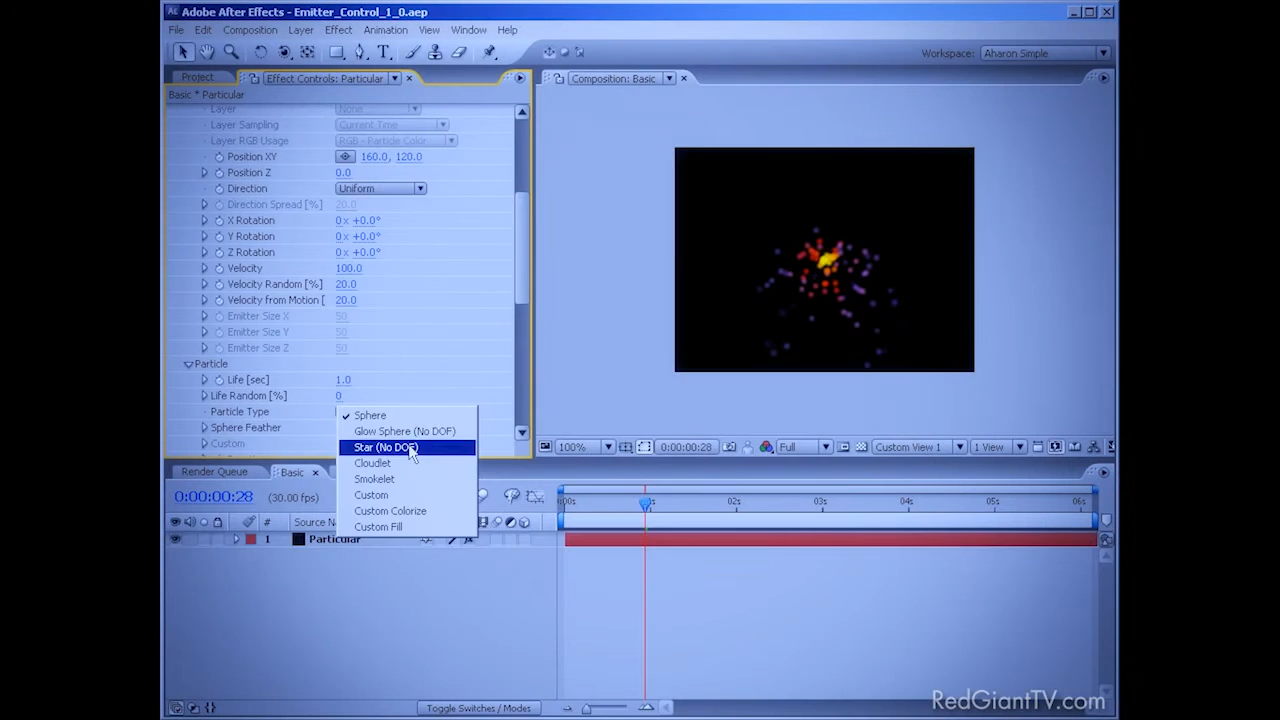 Adobe After Effects - Emitter_Control_1_0.aep
File Edit Composition Layer Effect Animation View Window Help
Workspace: Aharon Simple
Project Effect Controls: Particular
Composition: Basic
Basic * Particular
Layer None
Layer Sampling Current Time
Layer RGB Usage RGB - Particle Color
Position XY 160.0, 120.0
Position Z 0.0
Direction Uniform
Direction Spread [%] 20.0
X Rotation 0 x +0.0°
Y Rotation 0 x +0.0°
Z Rotation 0 x +0.0°
Velocity 100.0
Velocity Random [%] 20.0
Velocity from Motion [ 20.0
Emitter Size X 50
Emitter Size Y 50
Emitter Size Z 50
Particle
Life [sec] 1.0
Life Random [%] 0
Particle Type
Sphere Feather
Custom
Sphere
Glow Sphere (No DOF)
Star (No DOF)
Cloudlet
Smokelet
Custom
Custom Colorize
Custom Fill
100% 0:00:00:28 Full Custom View 1 1 View
Render Queue Basic
0:00:00:28 (30.00 fps)
:00s 02s 03s 04s 05s 06s
# Source N
1 Particular
Toggle Switches / Modes
RedGiantTV.com